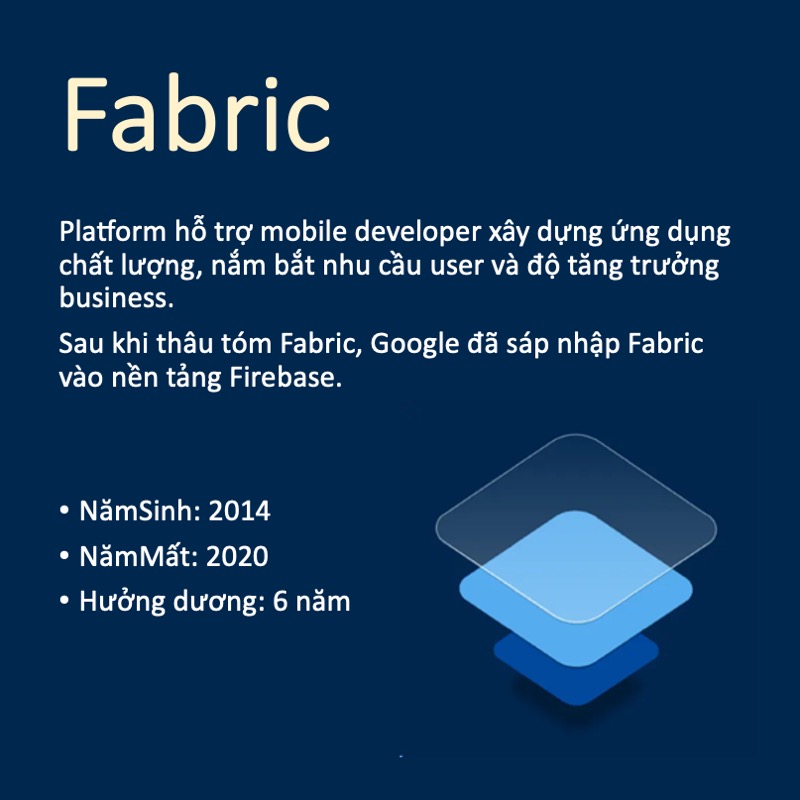 Fabric
Platform hỗ trợ mobile developer xây dựng ứng dụng
chất lượng, nắm bắt nhu cầu user và độ tăng trưởng
business.
Sau khi thâu tóm Fabric, Google đã sáp nhập Fabric
vào nền tảng Firebase.
• NămSinh: 2014
• NămMất: 2020
• Hưởng dương: 6 năm